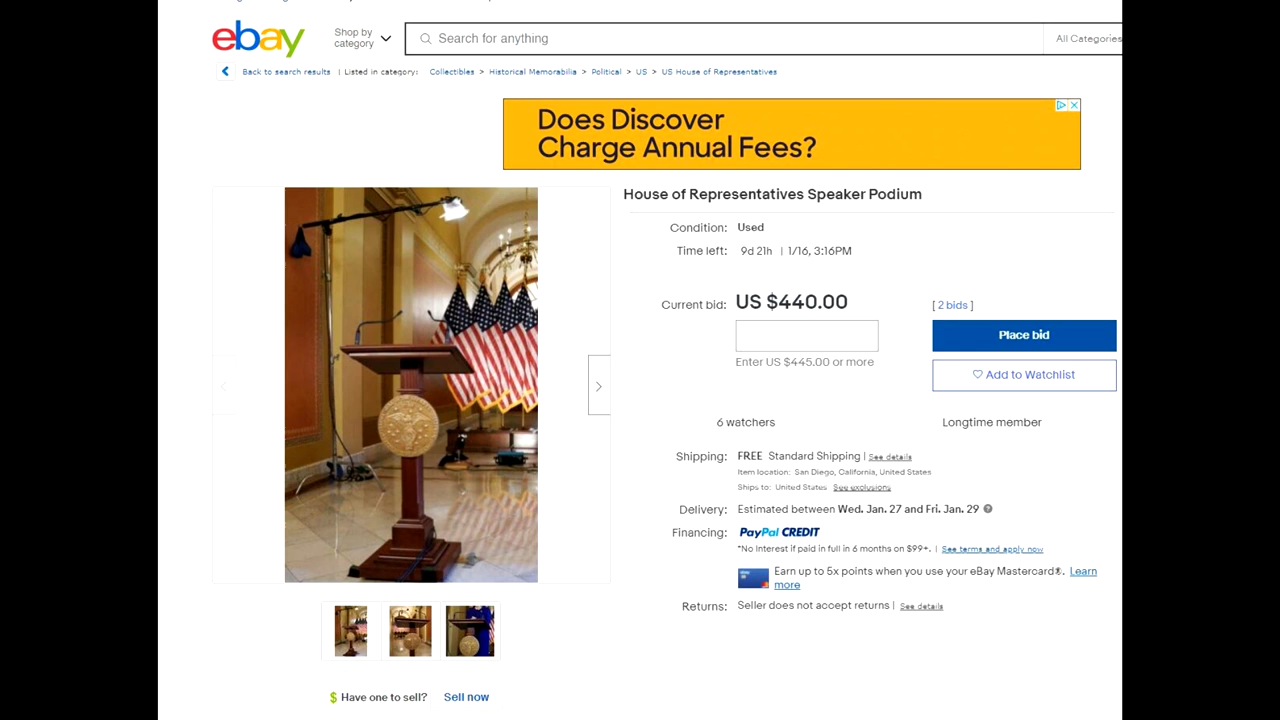 ebay
Shop by
category
Search for anything
All Categories
Back to search results | Listed in category: Collectibles > Historical Memorabilia > Political > US > US House of Representatives
Does Discover
Charge Annual Fees?
House of Representatives Speaker Podium
Condition: Used
Time left: 9d 21h | 1/16, 3:16PM
Current bid: US $440.00 [ 2 bids ]
Place bid
Enter US $445.00 or more
Add to Watchlist
6 watchers Longtime member
Shipping: FREE Standard Shipping | See details
Item location: San Diego, California, United States
Ships to: United States See exclusions
Delivery: Estimated between Wed. Jan. 27 and Fri. Jan. 29
Financing: PayPal CREDIT
*No Interest if paid in full in 6 months on $99+. | See terms and apply now
Earn up to 5x points when you use your eBay Mastercard®. Learn
more
Returns: Seller does not accept returns | See details
$ Have one to sell? Sell now